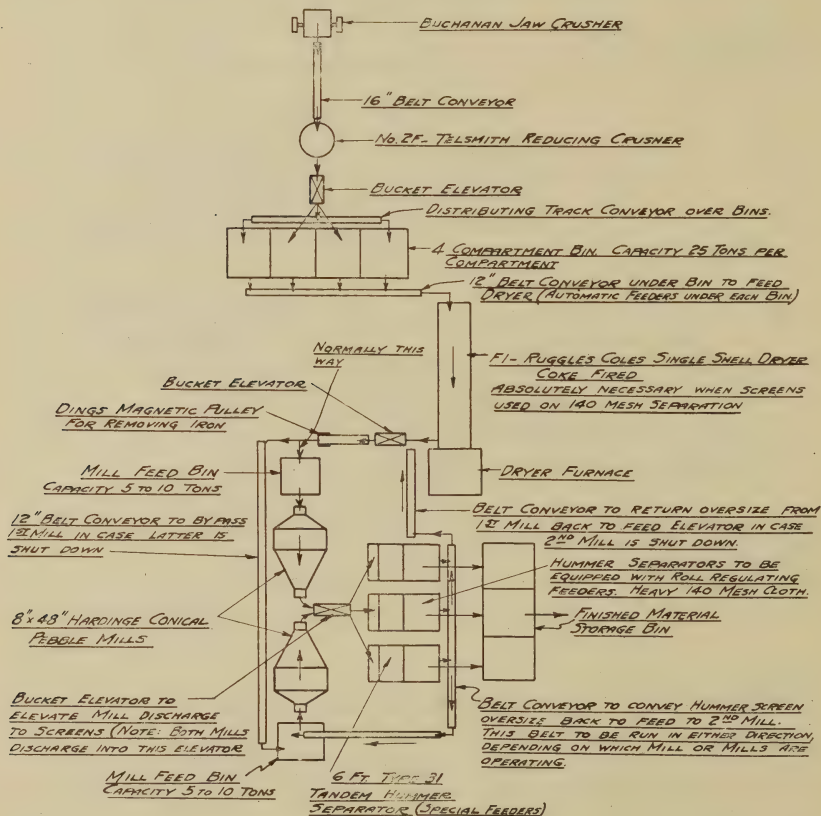 BUCHANAN JAW CRUSHER
16" BELT CONVEYOR
No. 2F- TELSMITH REDUCING CRUSHER
BUCKET ELEVATOR
DISTRIBUTING TRACK CONVEYOR OVER BINS.
4 COMPARTMENT BIN. CAPACITY 25 TONS PER
COMPARTMENT
12" BELT CONVEYOR UNDER BIN TO FEED
DRYER (AUTOMATIC FEEDERS UNDER EACH BIN.)
NORMALLY THIS
WAY
F1- RUGGLES COLES SINGLE SHELL DRYER
COKE FIRED
ABSOLUTELY NECESSARY WHEN SCREENS
USED ON 140 MESH SEPARATION
BUCKET ELEVATOR
DINGS MAGNETIC PULLEY
FOR REMOVING IRON
MILL FEED BIN
CAPACITY 5 TO 10 TONS
DRYER FURNACE
12" BELT CONVEYOR TO BY PASS
1ST MILL IN CASE LATTER IS
SHUT DOWN
BELT CONVEYOR TO RETURN OVERSIZE FROM
1ST MILL BACK TO FEED ELEVATOR IN CASE
2ND MILL IS SHUT DOWN.
HUMMER SEPARATORS TO BE
EQUIPPED WITH ROLL REGULATING
FEEDERS. HEAVY 140 MESH CLOTH.
8" x 48" HARDINGE CONICAL
PEBBLE MILLS
FINISHED MATERIAL
STORAGE BIN
BUCKET ELEVATOR TO
ELEVATE MILL DISCHARGE
TO SCREENS (NOTE: BOTH MILLS
DISCHARGE INTO THIS ELEVATOR
BELT CONVEYOR TO CONVEY HUMMER SCREEN
OVERSIZE BACK TO FEED TO 2ND MILL.
THIS BELT TO BE RUN IN EITHER DIRECTION,
DEPENDING ON WHICH MILL OR MILLS ARE
OPERATING.
MILL FEED BIN
CAPACITY 5 TO 10 TONS
6 FT. TYPE 31
TANDEM HUMMER
SEPARATOR (SPECIAL FEEDERS)